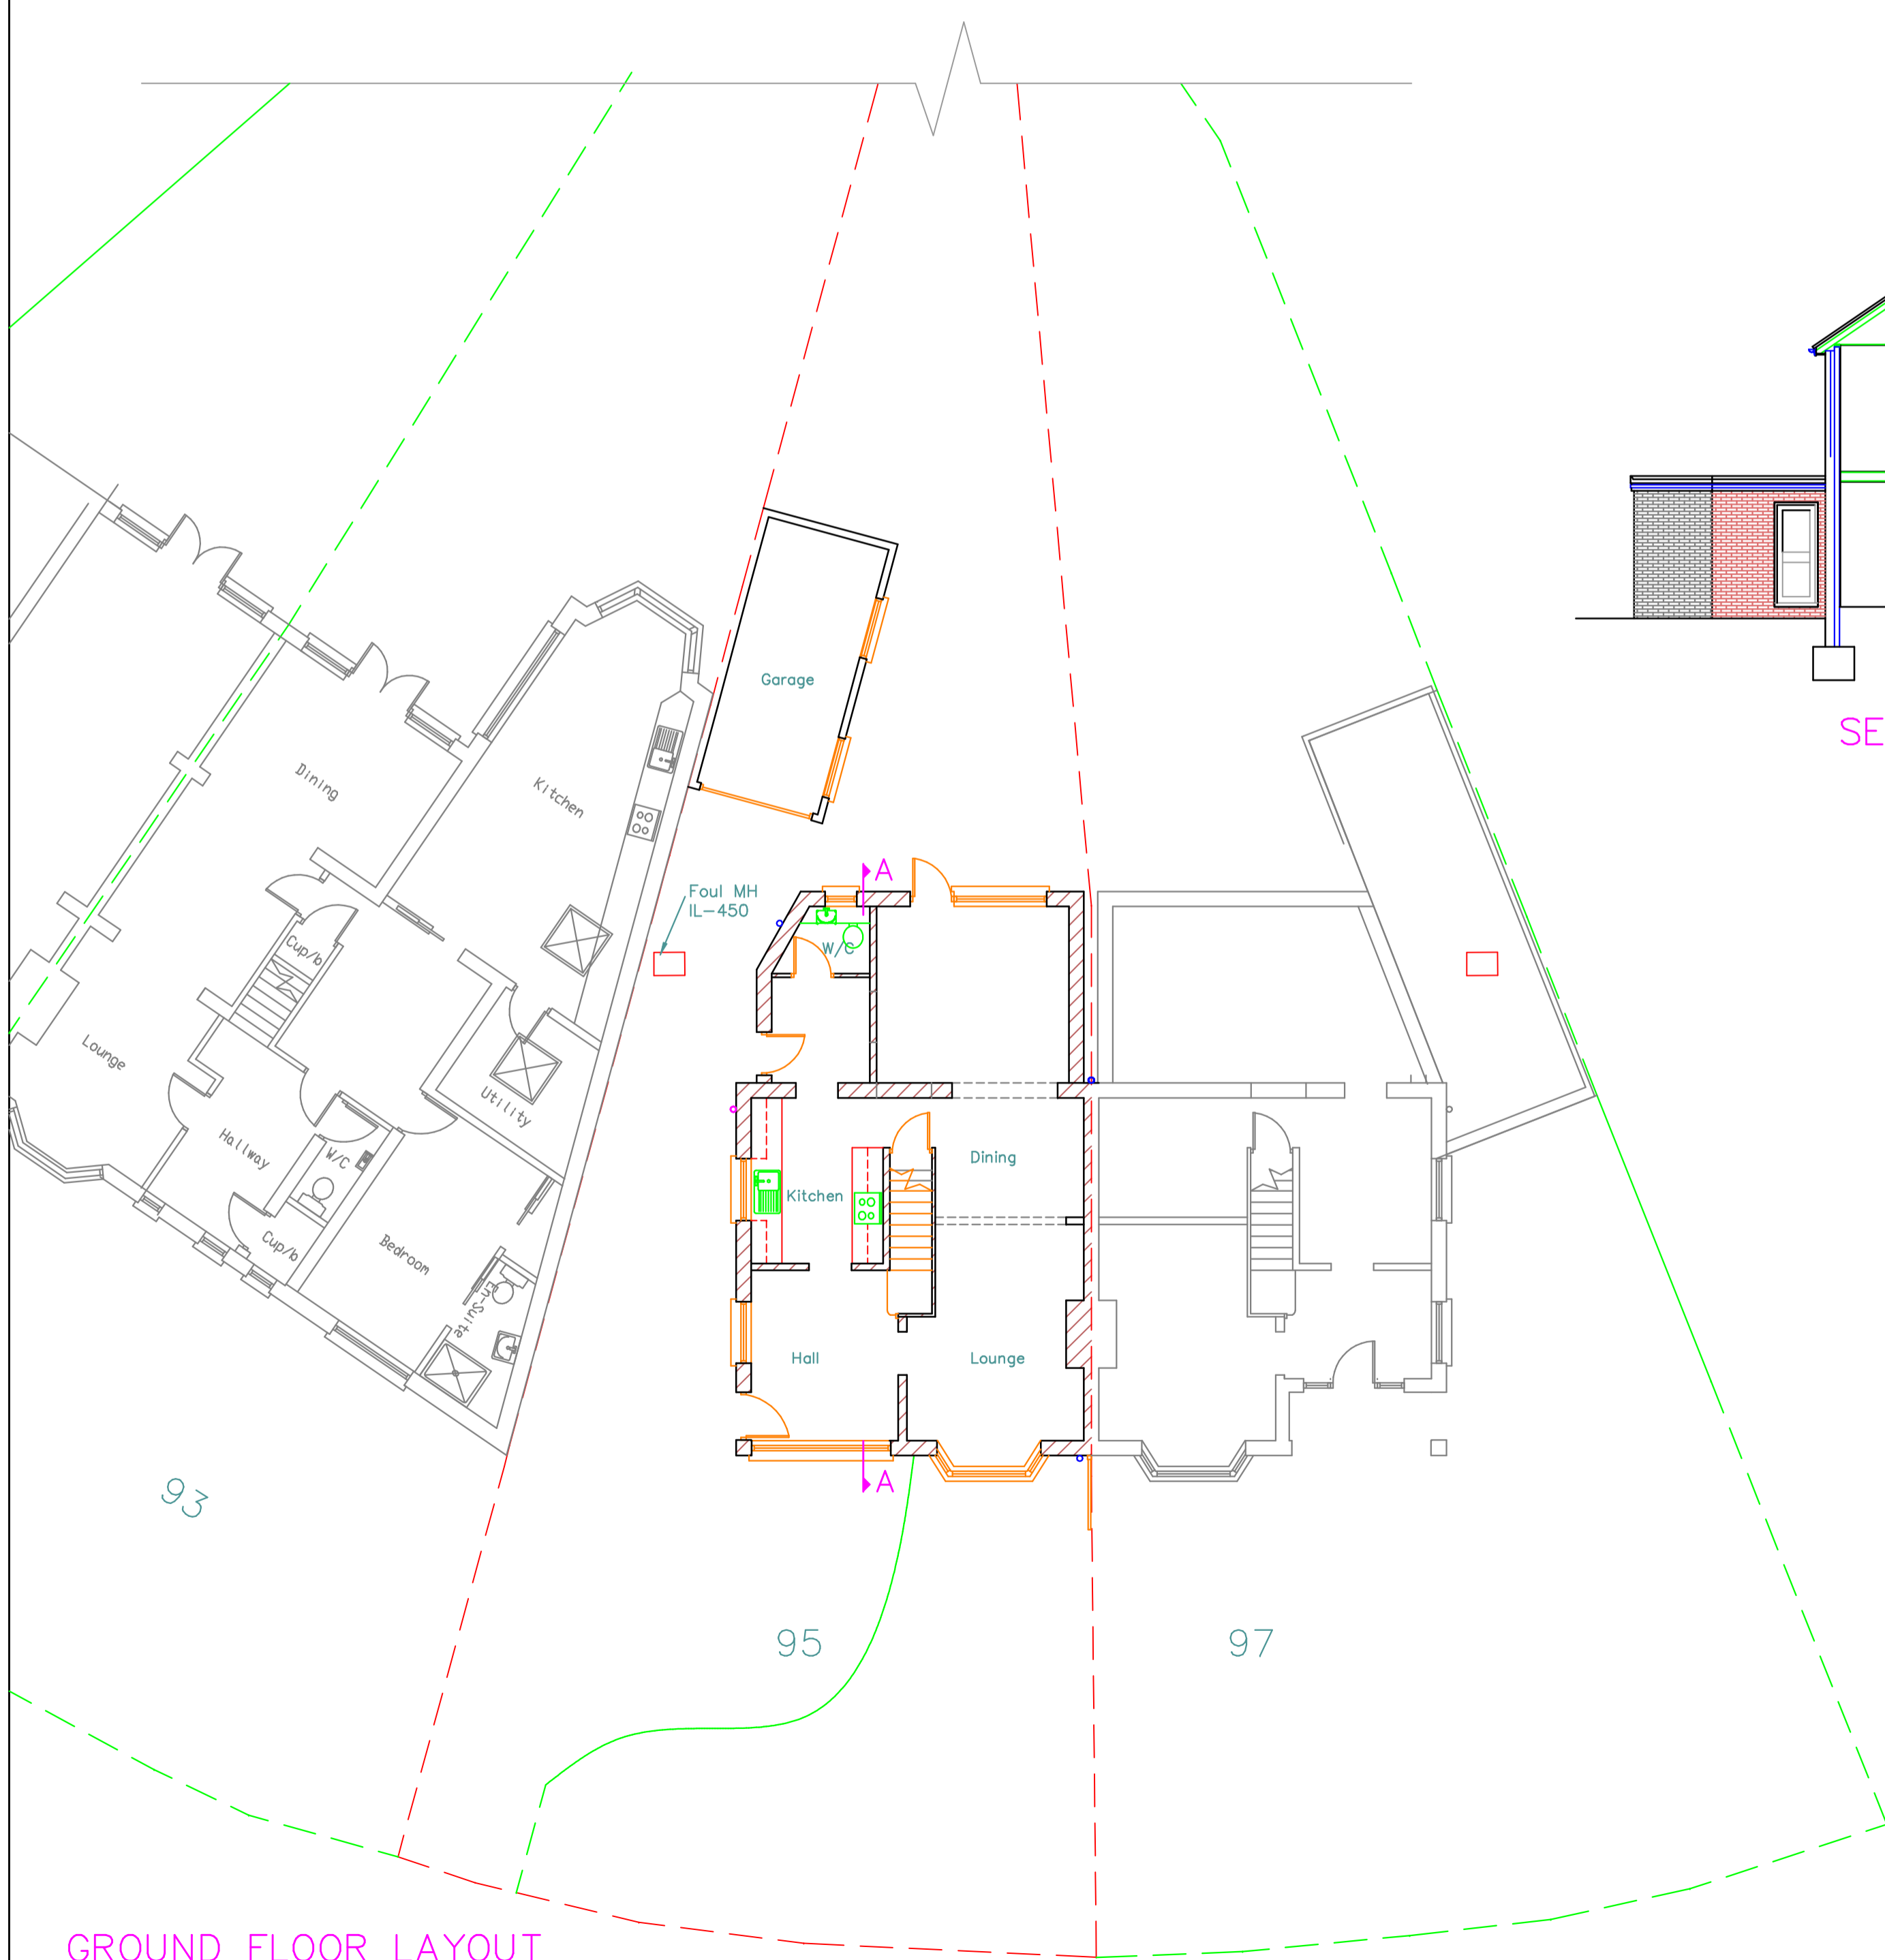 SE
Garage
Dining
Kitchen
A
Foul MH
IL-450
W/C
Cup/b
Lounge
Utility
Hallway
W/C
Dining
Kitchen
Cup/b
Bedroom
En-Suite
Hall
Lounge
A
93
95
97
GROUND FLOOR LAYOUT